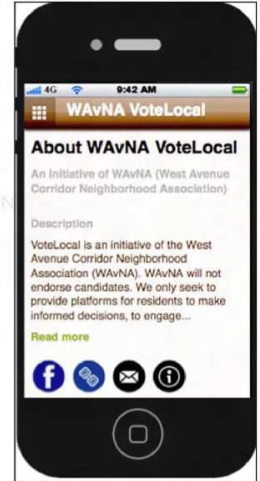 4G 9:42 AM
WAvNA VoteLocal
About WAvNA VoteLocal
An Initiative of WAvNA (West Avenue
Corridor Neighborhood Association)
Description
VoteLocal is an initiative of the West
Avenue Corridor Neighborhood
Association (WAvNA). WAvNA will not
endorse candidates. We only seek to
provide platforms for residents to make
informed decisions, to engage...
Read more
f
i